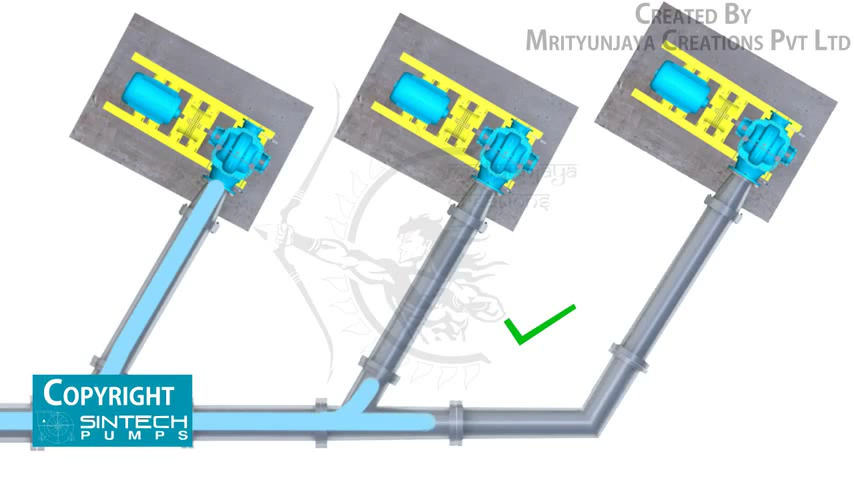 CREATED BY
MRITYUNJAYA CREATIONS PVT LTD
COPYRIGHT
SINTECH
PUMPS